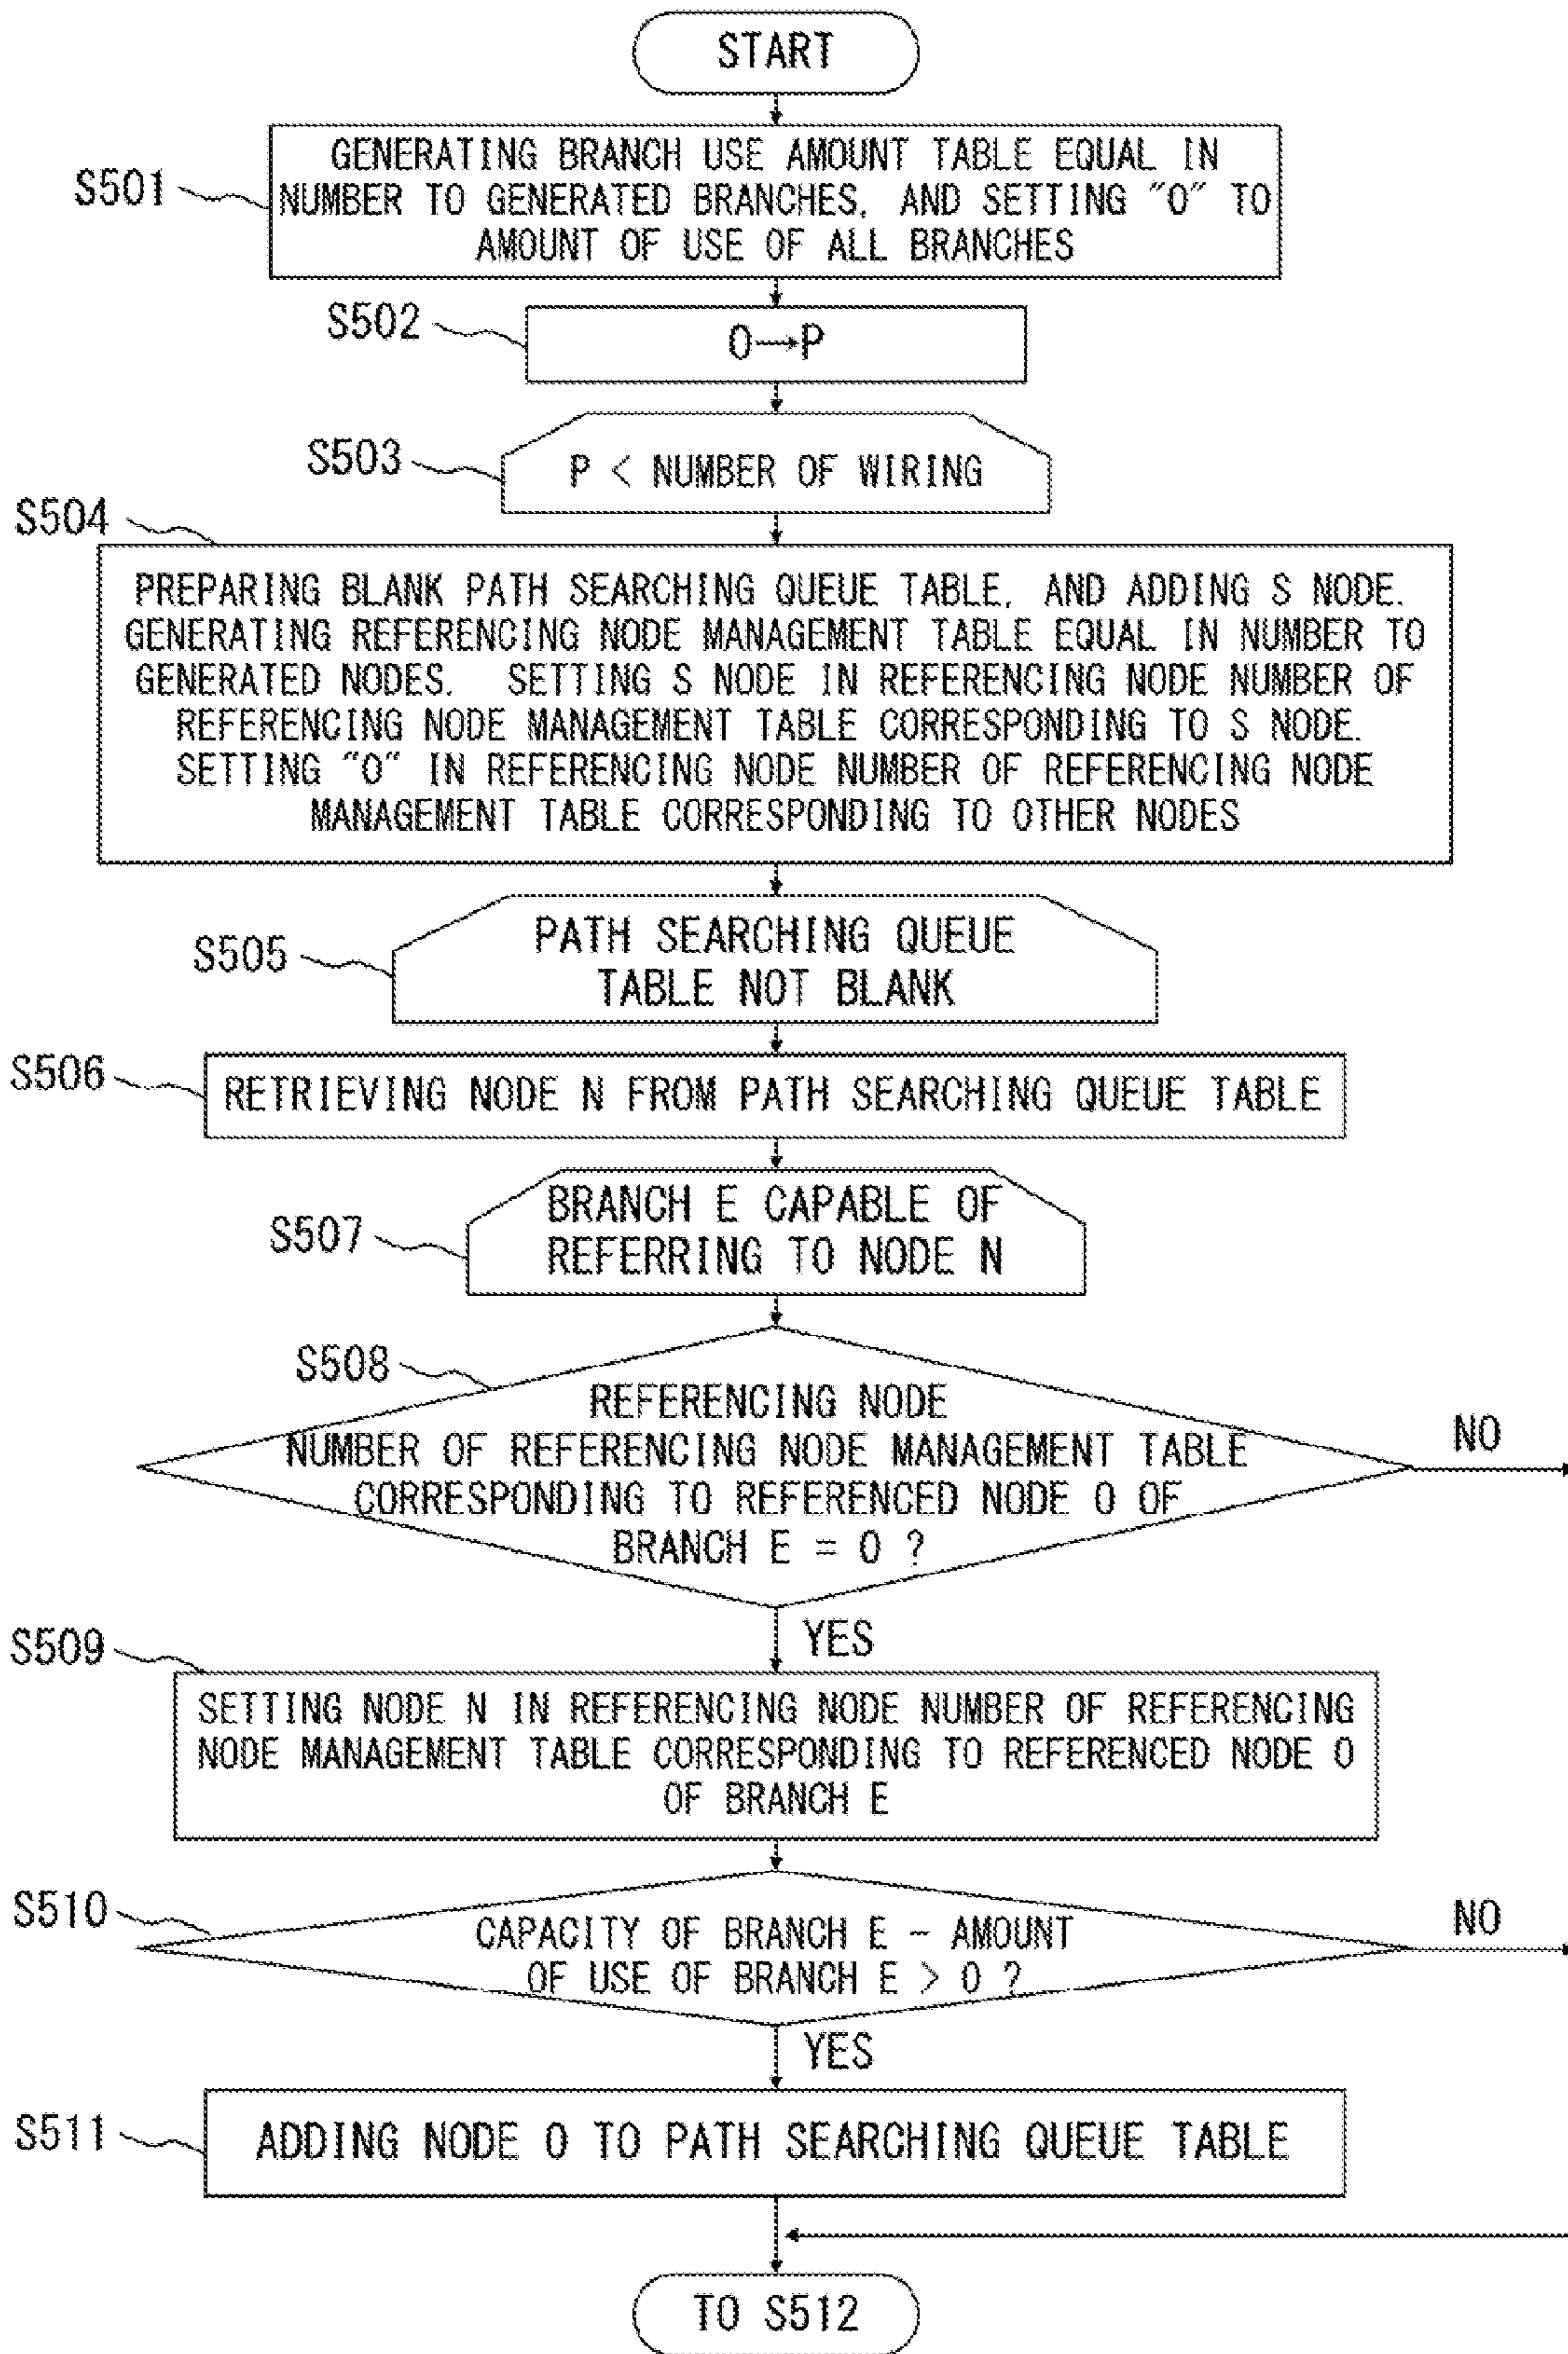 START
S501
GENERATING BRANCH USE AMOUNT TABLE EQUAL IN
NUMBER TO GENERATED BRANCHES, AND SETTING "0" TO
AMOUNT OF USE OF ALL BRANCHES
S502
0→P
S503
P < NUMBER OF WIRING
S504
PREPARING BLANK PATH SEARCHING QUEUE TABLE, AND ADDING S NODE.
GENERATING REFERENCING NODE MANAGEMENT TABLE EQUAL IN NUMBER TO
GENERATED NODES. SETTING S NODE IN REFERENCING NODE NUMBER OF
REFERENCING NODE MANAGEMENT TABLE CORRESPONDING TO S NODE.
SETTING "0" IN REFERENCING NODE NUMBER OF REFERENCING NODE
MANAGEMENT TABLE CORRESPONDING TO OTHER NODES
S505
PATH SEARCHING QUEUE
TABLE NOT BLANK
S506
RETRIEVING NODE N FROM PATH SEARCHING QUEUE TABLE
S507
BRANCH E CAPABLE OF
REFERRING TO NODE N
S508
REFERENCING NODE
NUMBER OF REFERENCING NODE MANAGEMENT TABLE
CORRESPONDING TO REFERENCED NODE O OF
BRANCH E = 0 ?
NO
YES
S509
SETTING NODE N IN REFERENCING NODE NUMBER OF REFERENCING
NODE MANAGEMENT TABLE CORRESPONDING TO REFERENCED NODE O
OF BRANCH E
S510
CAPACITY OF BRANCH E - AMOUNT
OF USE OF BRANCH E > 0 ?
NO
YES
S511
ADDING NODE O TO PATH SEARCHING QUEUE TABLE
TO S512